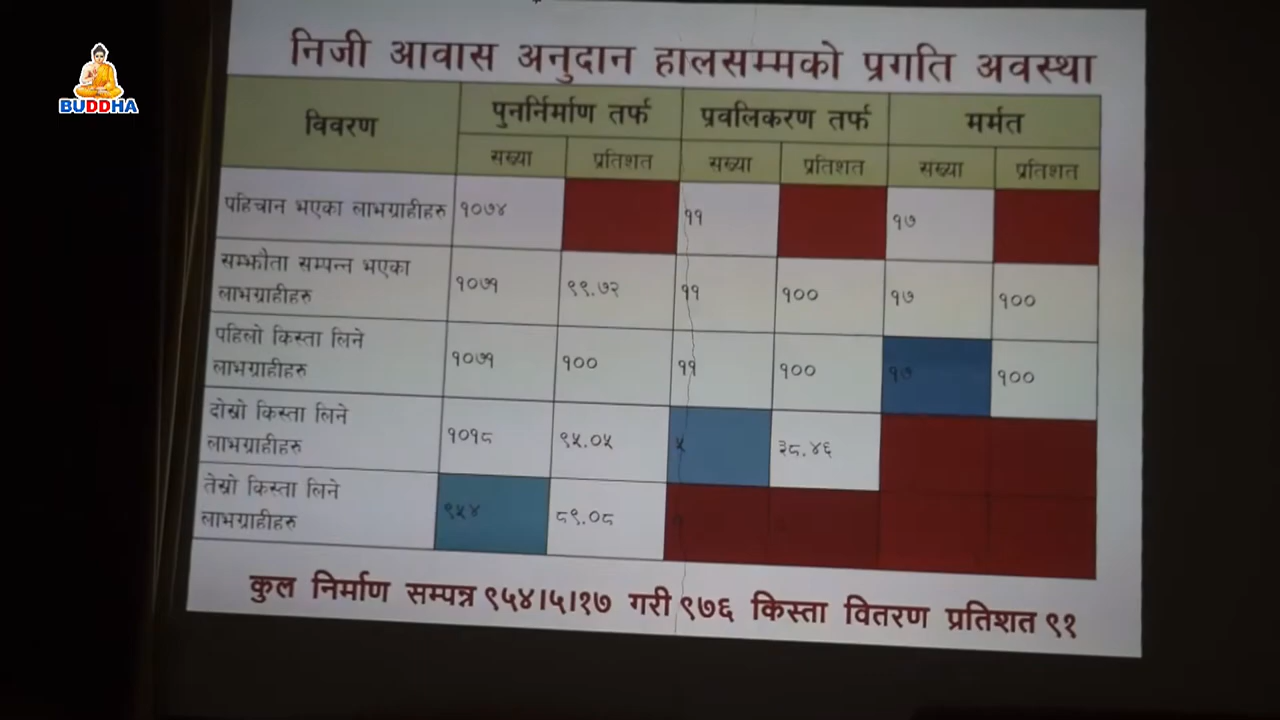 BUDDHA
निजी आवास अनुदान हालसम्मको प्रगति अवस्था
विवरण पुनर्निर्माण तर्फ प्रवलिकरण तर्फ मर्मत
सख्या प्रतिशत सख्या प्रतिशत सख्या प्रतिशत
पहिचान भएका लाभग्राहीहरु १०७४ ११ १७
सम्झौता सम्पन्न भएका
लाभग्राहीहरु १०७१ ९९.७२ ११ १०० १७ १००
पहिलो किस्ता लिने
लाभग्राहीहरु १०७१ १०० ११ १०० १७ १००
दोस्रो किस्ता लिने
लाभग्राहीहरु १०१८ ९५.०५ ५ ३८.४६
तेस्रो किस्ता लिने
लाभग्राहीहरु ९५४ ८९.०८
कुल निर्माण सम्पन्न ९५४।५।१७ गरी ९७६ किस्ता वितरण प्रतिशत ९१